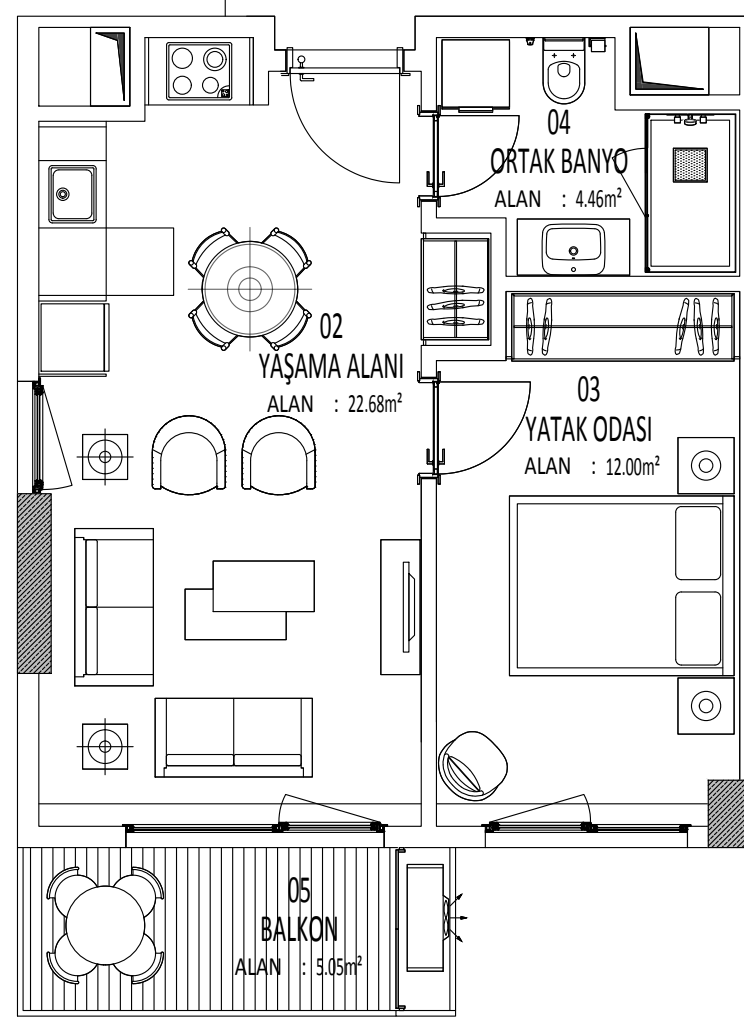 04
ORTAK BANYO
ALAN : 4.46m²
02
YAŞAMA ALANI
ALAN : 22.68m²
03
YATAK ODASI
ALAN : 12.00m²
05
BALKON
ALAN : 5.05m²